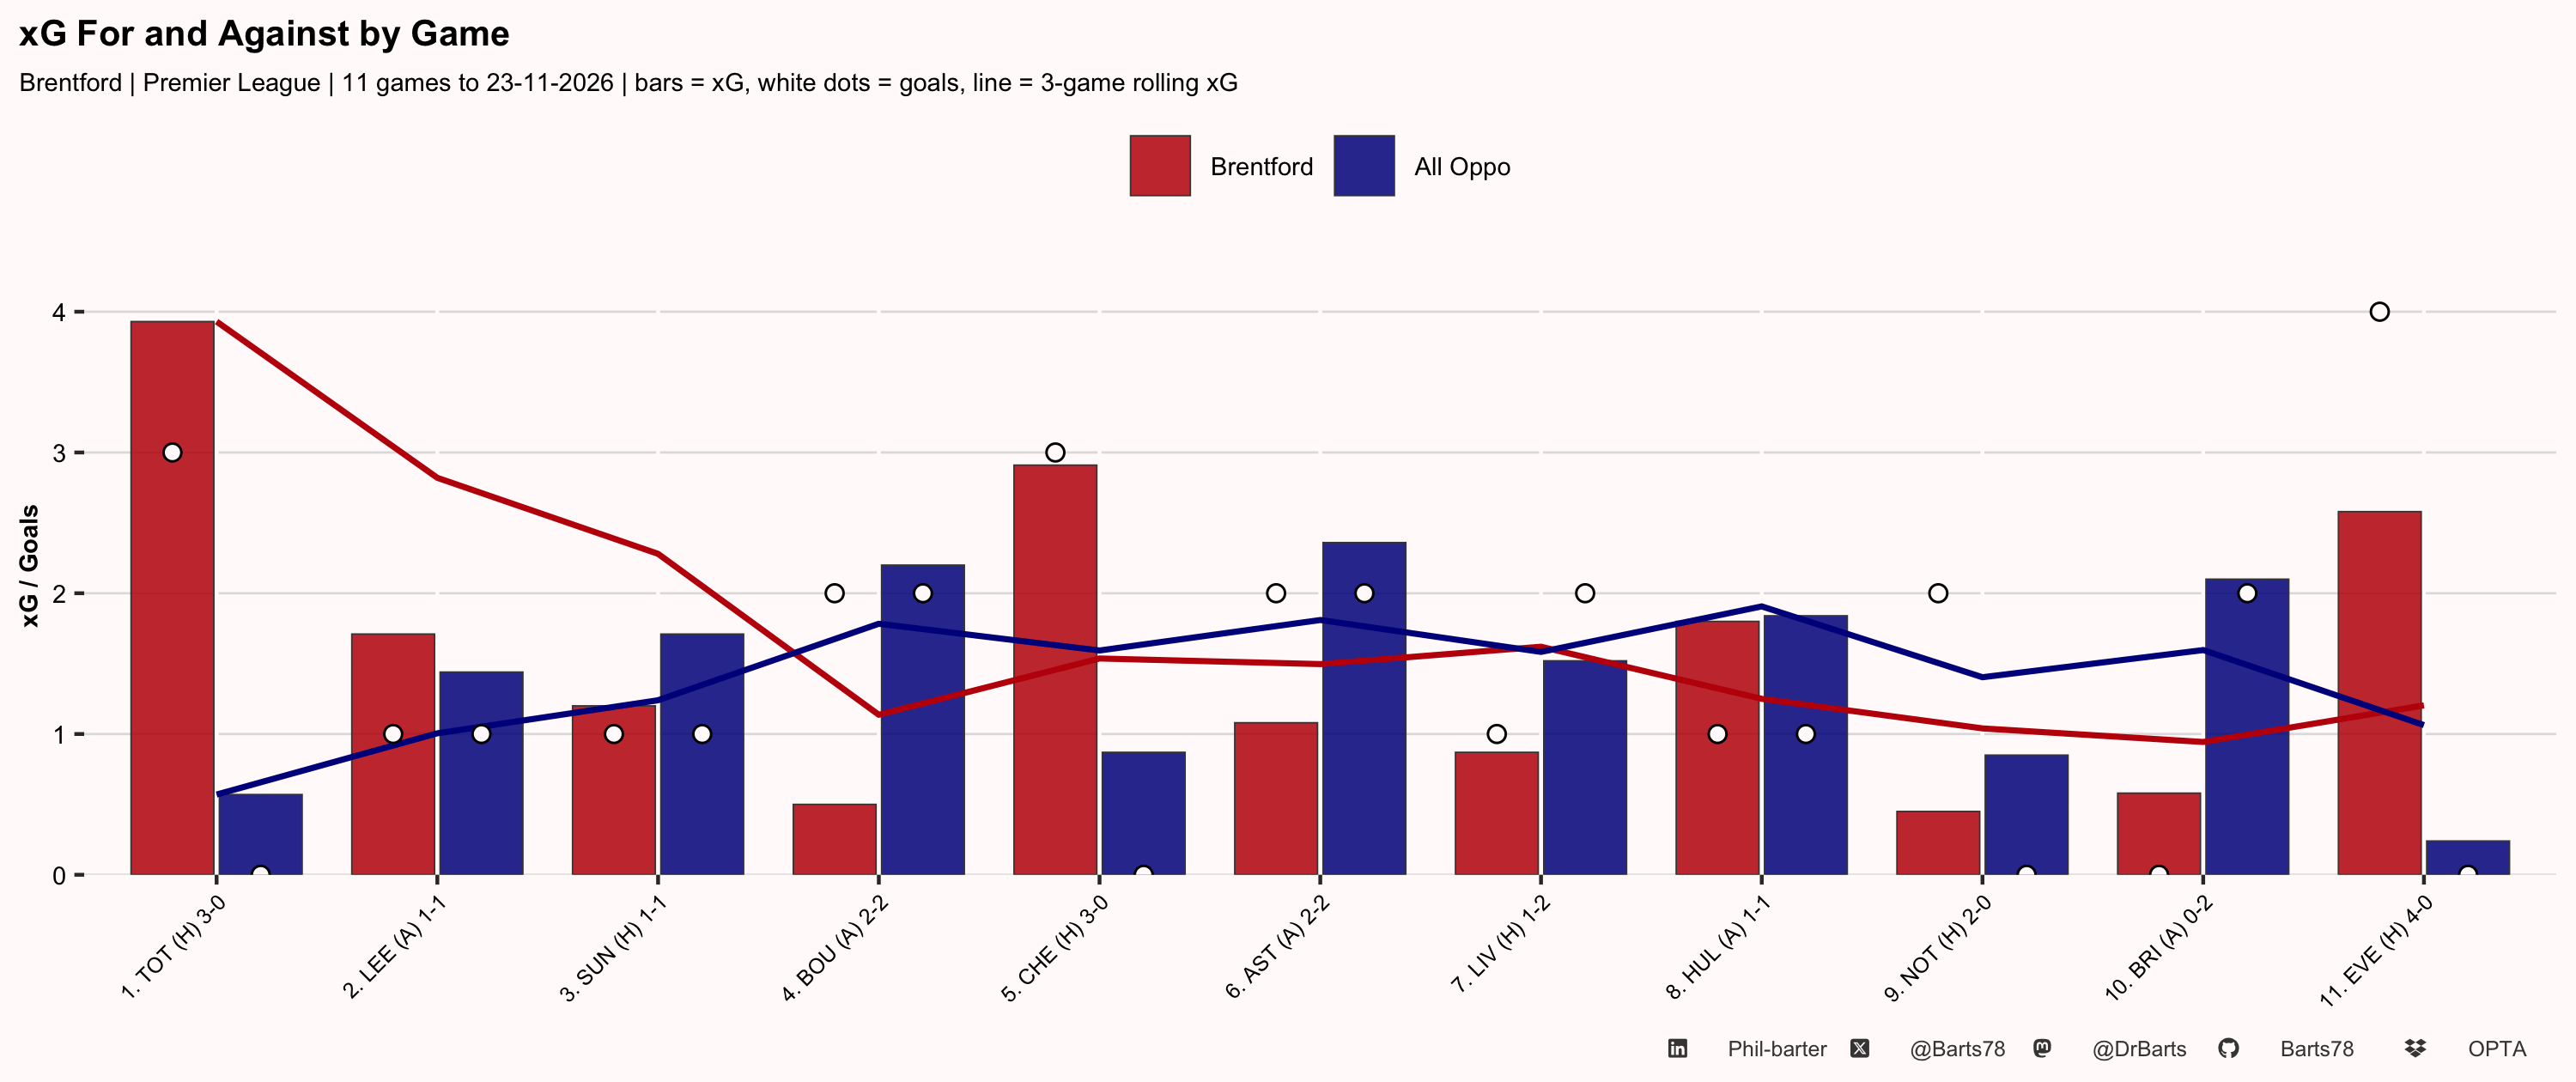 xG For and Against by Game
Brentford | Premier League | 11 games to 23-11-2026 | bars = xG, white dots = goals, line = 3-game rolling xG
Brentford
All Oppo
xG / Goals
4
3
2
1
0
1. TOT (H) 3-0
2. LEE (A) 1-1
3. SUN (H) 1-1
4. BOU (A) 2-2
5. CHE (H) 3-0
6. AST (A) 2-2
7. LIV (H) 1-2
8. HUL (A) 1-1
9. NOT (H) 2-0
10. BRI (A) 0-2
11. EVE (H) 4-0
Phil-barter @Barts78 @DrBarts Barts78 OPTA